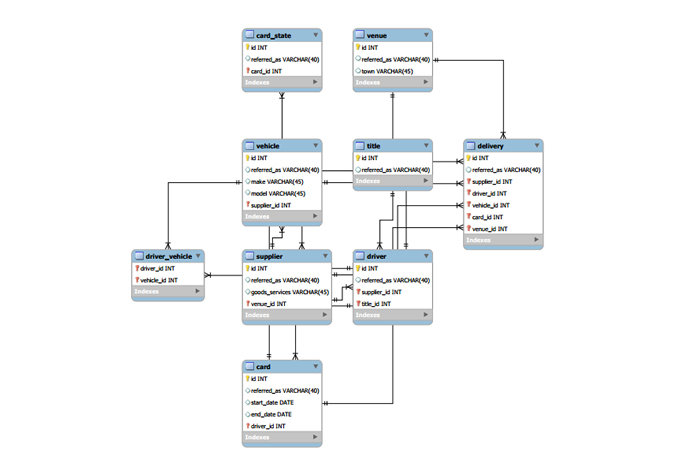 card_state
id INT
referred_as VARCHAR(40)
card_id INT
Indexes
venue
id INT
referred_as VARCHAR(40)
town VARCHAR(45)
Indexes
vehicle
id INT
referred_as VARCHAR(40)
make VARCHAR(45)
model VARCHAR(45)
supplier_id INT
Indexes
title
id INT
referred_as VARCHAR(40)
Indexes
delivery
id INT
referred_as VARCHAR(40)
supplier_id INT
driver_id INT
vehicle_id INT
card_id INT
venue_id INT
Indexes
driver_vehicle
driver_id INT
vehicle_id INT
Indexes
supplier
id INT
referred_as VARCHAR(40)
goods_services VARCHAR(45)
venue_id INT
Indexes
driver
id INT
referred_as VARCHAR(40)
supplier_id INT
title_id INT
Indexes
card
id INT
referred_as VARCHAR(40)
start_date DATE
end_date DATE
driver_id INT
Indexes